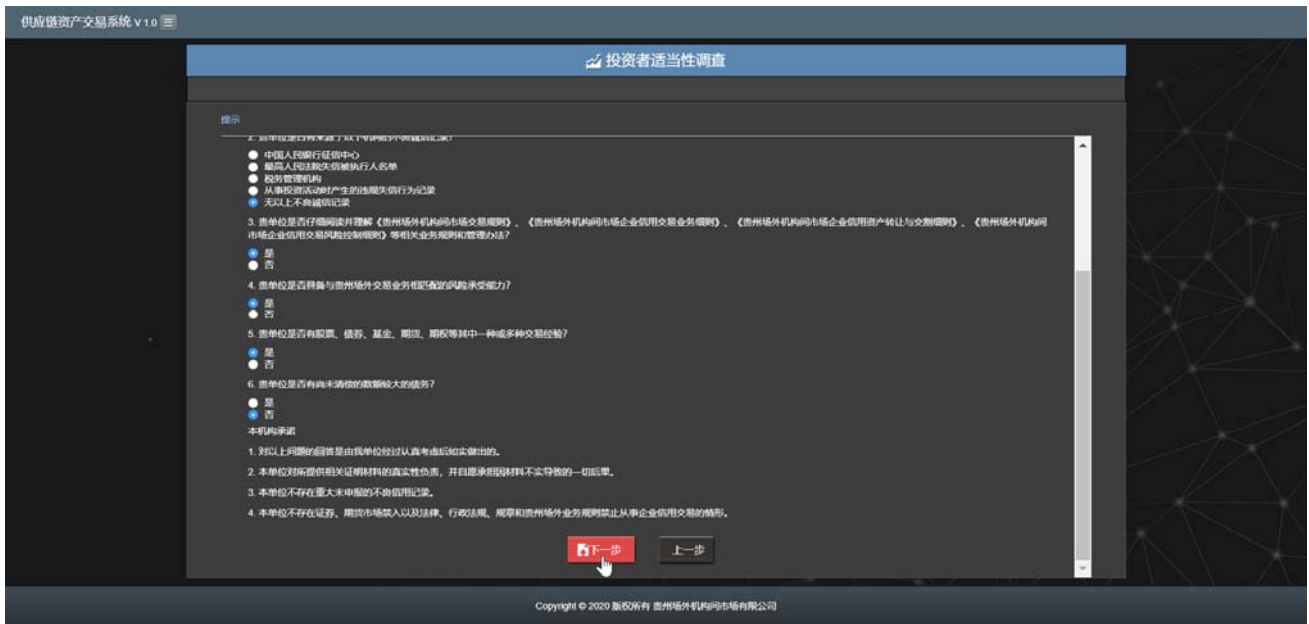 供应链资产交易系统 V 1.0
投资者适当性调查
提示
2. 贵单位是否有来源于以下机构的不良诚信记录?
中国人民银行征信中心
最高人民法院失信被执行人名单
税务管理机构
从事投资活动时产生的违规失信行为记录
无以上不良诚信记录
3. 贵单位是否仔细阅读并理解《贵州场外机构间市场交易规则》、《贵州场外机构间市场企业信用交易业务细则》、《贵州场外机构间市场企业信用资产转让与交割细则》、《贵州场外机构间
市场企业信用交易风险控制细则》等相关业务规则和管理办法?
是
否
4. 贵单位是否具备与贵州场外交易业务相匹配的风险承受能力?
是
否
5. 贵单位是否有股票、债券、基金、期货、期权等其中一种或多种交易经验?
是
否
6. 贵单位是否有尚未清偿的数额较大的债务?
是
否
本机构承诺
1. 对以上问题的回答是由我单位经过认真考虑后如实做出的。
2. 本单位对所提供相关证明材料的真实性负责，并自愿承担因材料不实导致的一切后果。
3. 本单位不存在重大未申报的不良信用记录。
4. 本单位不存在证券、期货市场禁入以及法律、行政法规、规章和贵州场外业务规则禁止从事企业信用交易的情形。
下一步 上一步
Copyright © 2020 版权所有 贵州场外机构间市场有限公司